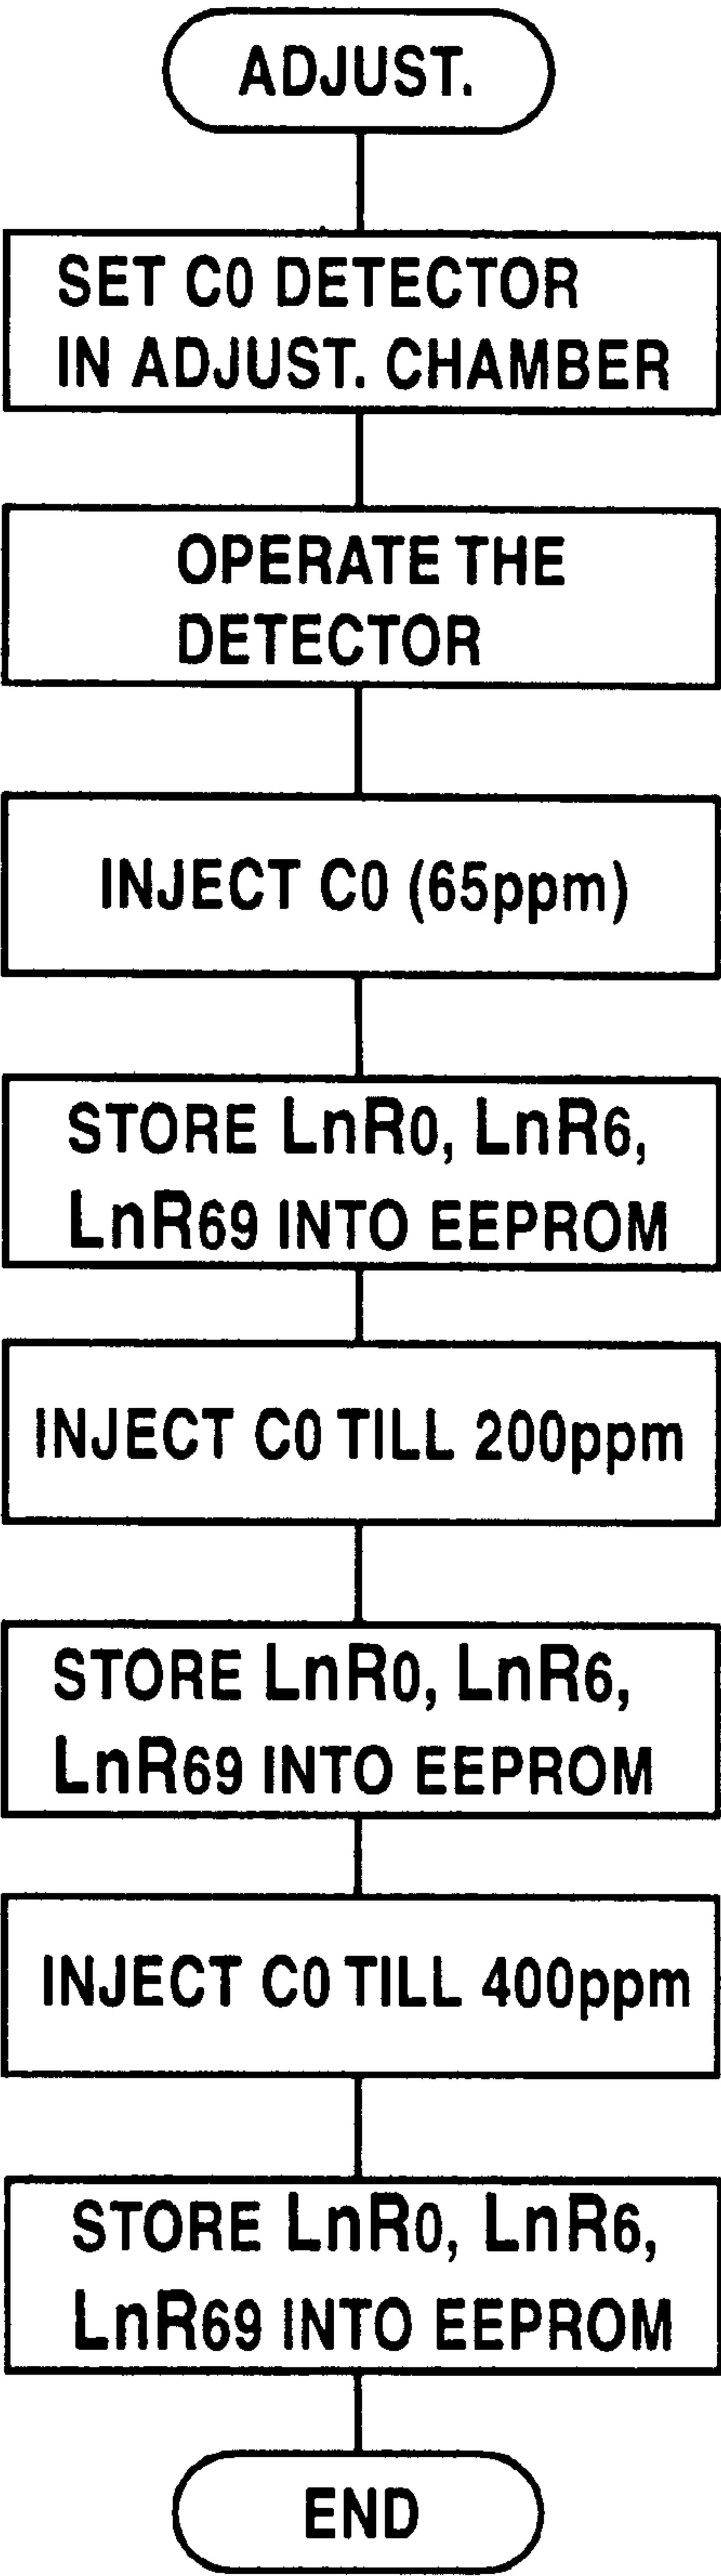 ADJUST.
SET C0 DETECTOR
IN ADJUST. CHAMBER
OPERATE THE
DETECTOR
INJECT C0 (65ppm)
STORE LnR0, LnR6,
LnR69 INTO EEPROM
INJECT C0 TILL 200ppm
STORE LnR0, LnR6,
LnR69 INTO EEPROM
INJECT C0 TILL 400ppm
STORE LnR0, LnR6,
LnR69 INTO EEPROM
END